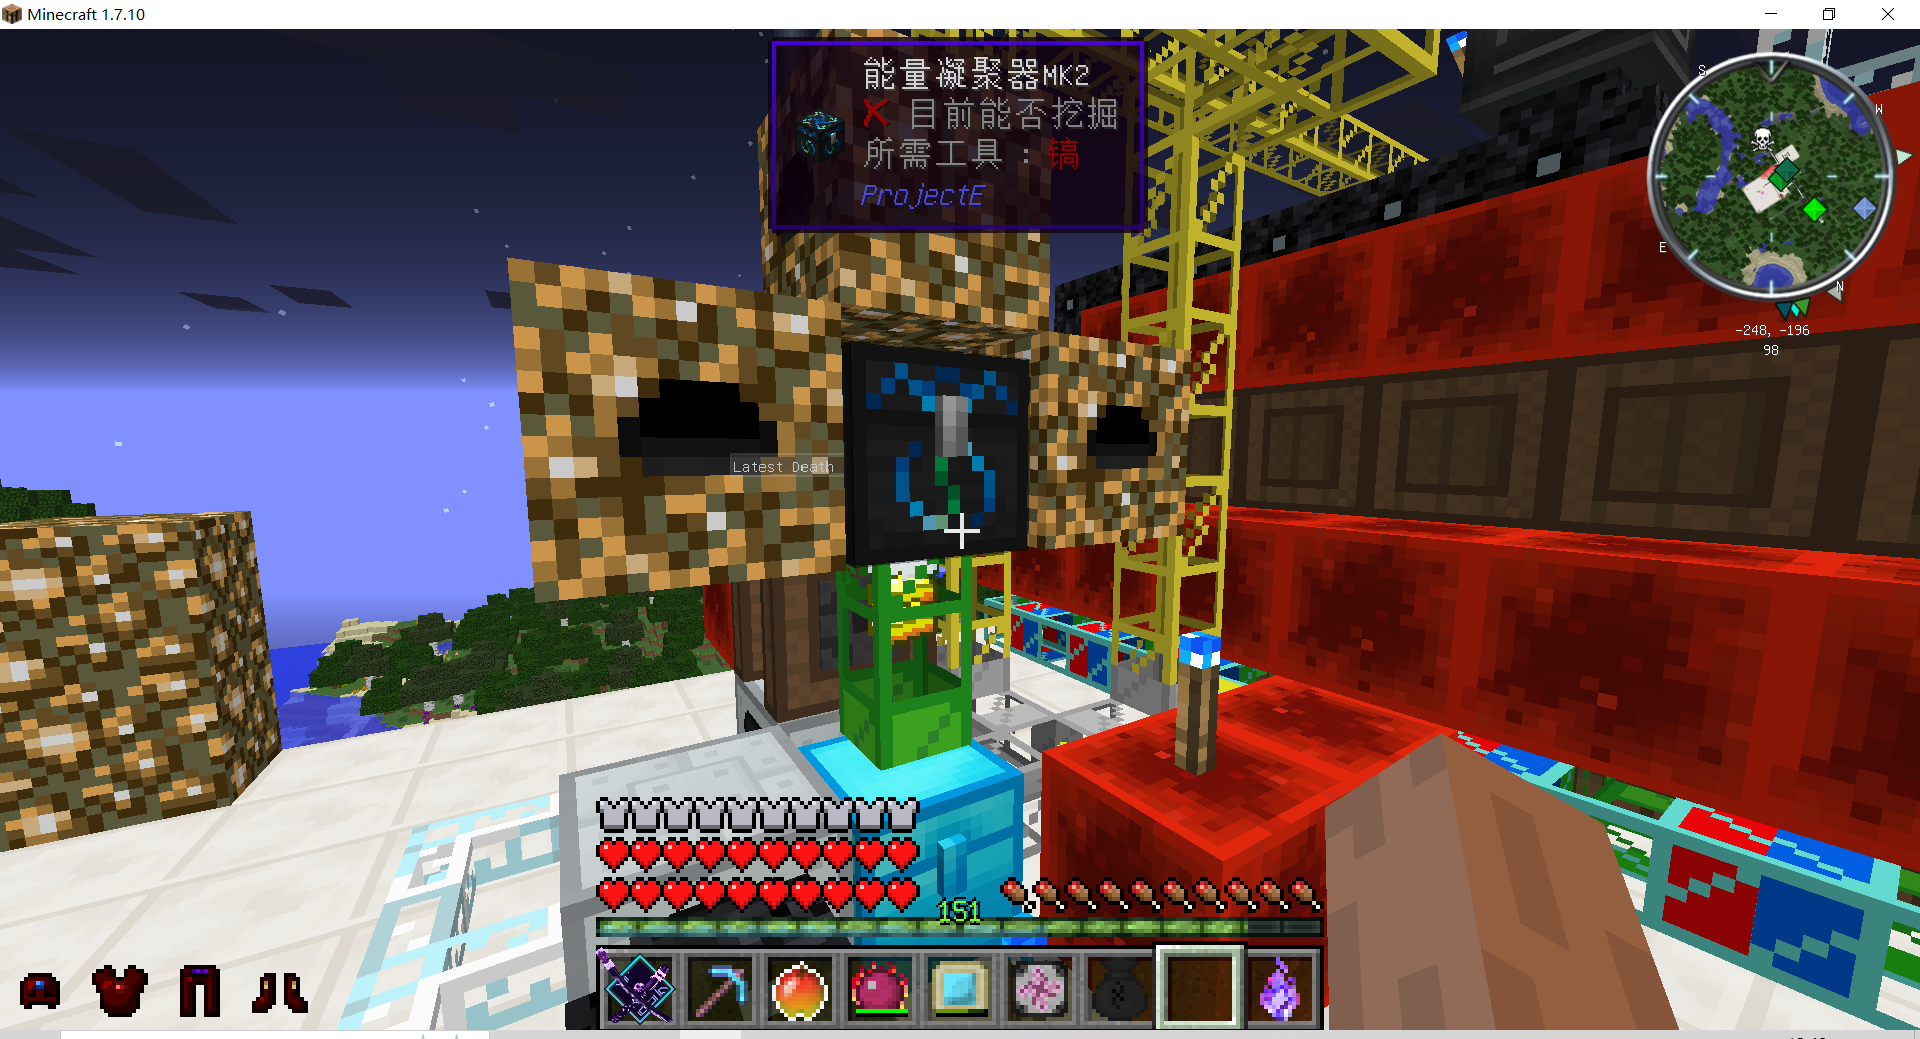 Minecraft 1.7.10
能量凝聚器MK2
目前能否挖掘
所需工具 : 镐
ProjectE
S
W
E
N
-248, -196
98
Latest Death
151